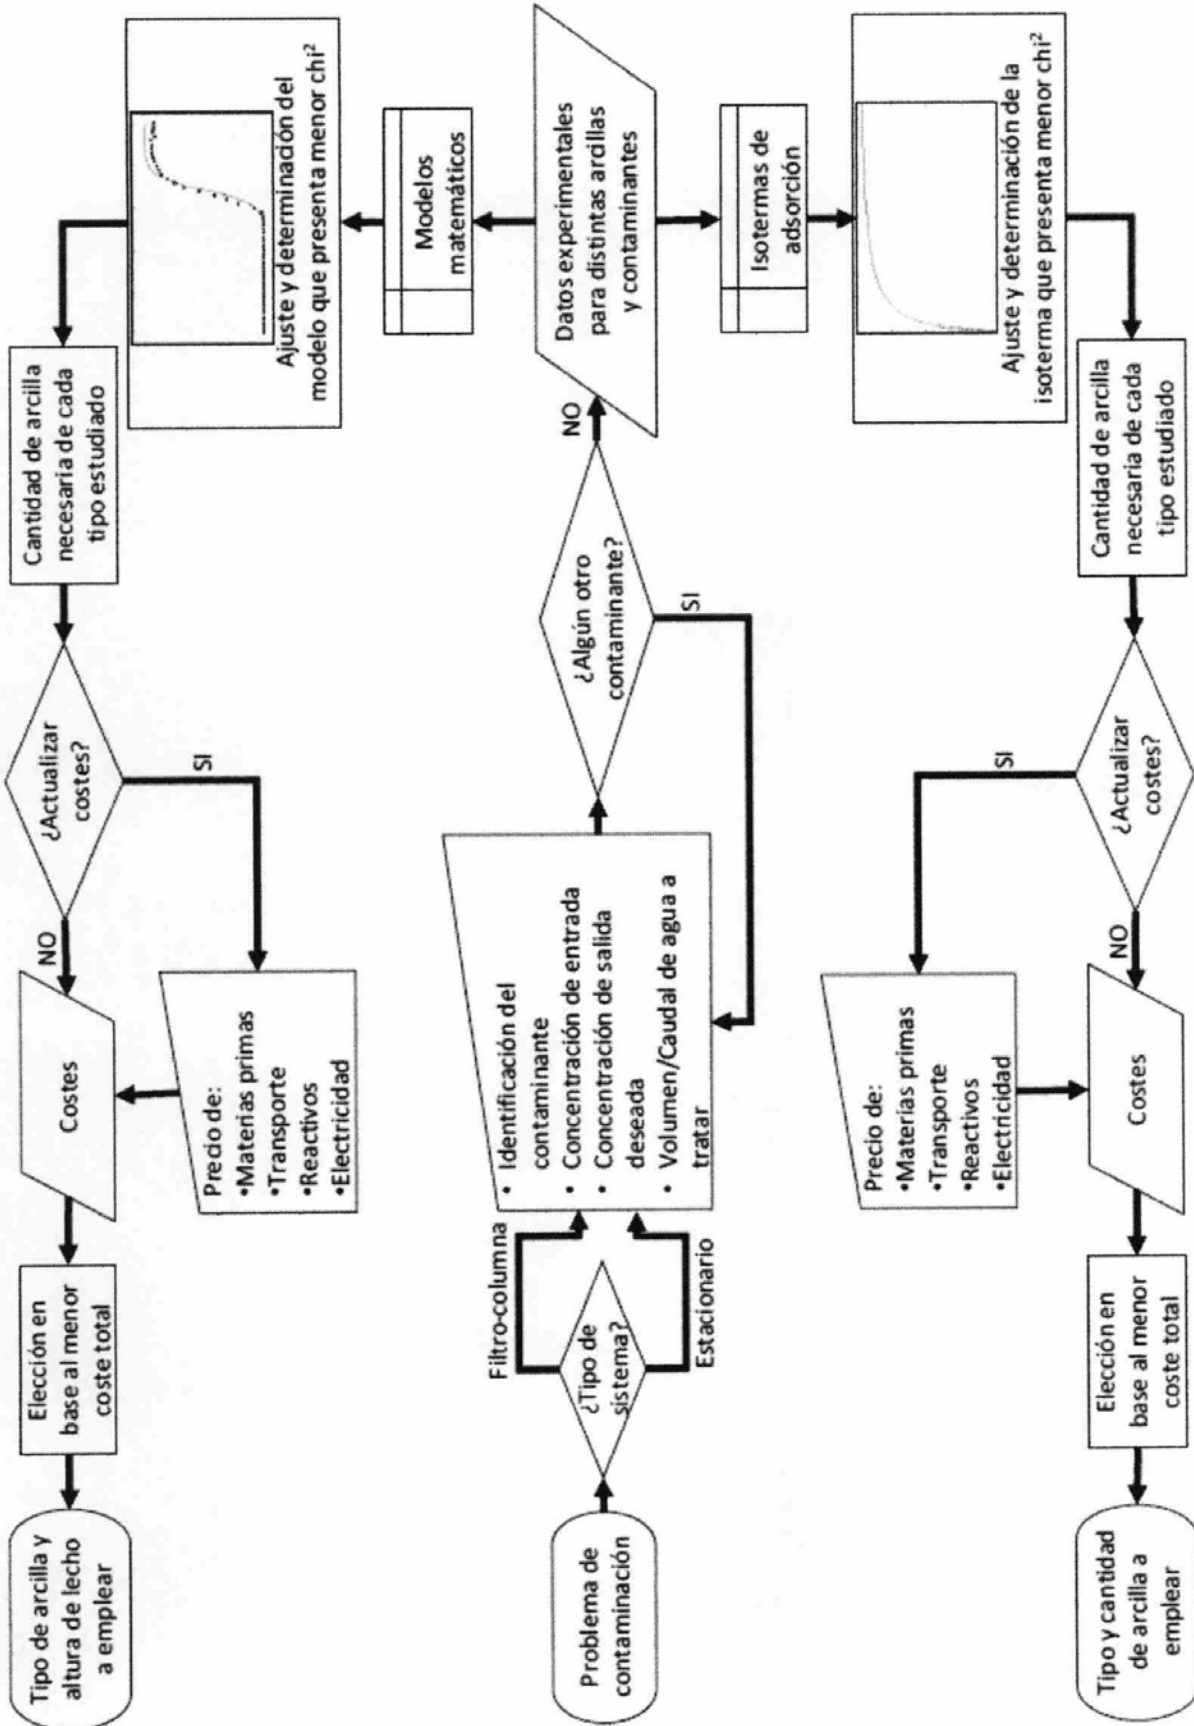 Problema de
contaminación
¿Tipo de
sistema?
Filtro-columna
Estacionario
• Identificación del
contaminante
• Concentración de entrada
• Concentración de salida
deseada
• Volumen/Caudal de agua a
tratar
¿Algún otro
contaminante?
SI
NO
Datos experimentales
para distintas arcillas
y contaminantes
Modelos
matemáticos
Ajuste y determinación del
modelo que presenta menor chi²
Cantidad de arcilla
necesaria de cada
tipo estudiado
¿Actualizar
costes?
SI
NO
Precio de:
•Materias primas
•Transporte
•Reactivos
•Electricidad
Costes
Elección en
base al menor
coste total
Tipo de arcilla y
altura de lecho
a emplear
Isotermas de
adsorción
Ajuste y determinación de la
isoterma que presenta menor chi²
Cantidad de arcilla
necesaria de cada
tipo estudiado
¿Actualizar
costes?
SI
NO
Precio de:
•Materias primas
•Transporte
•Reactivos
•Electricidad
Costes
Elección en
base al menor
coste total
Tipo y cantidad
de arcilla a
emplear